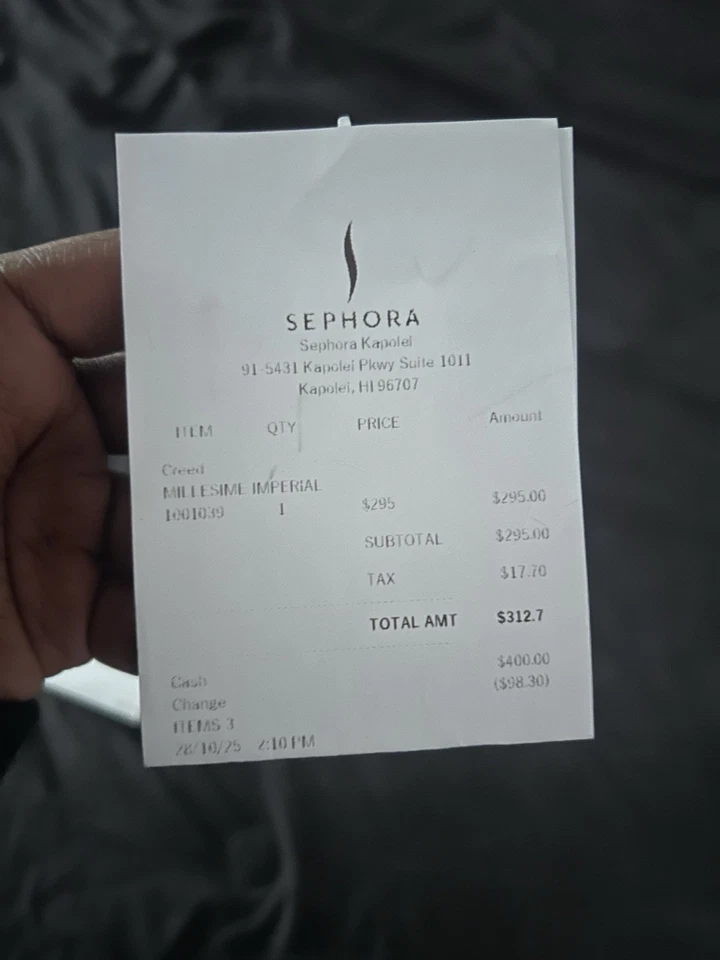 SEPHORA
Sephora Kapolei
91-5431 Kapolei Pkwy Suite 1011
Kapolei, HI 96707
ITEM QTY PRICE Amount
Creed
MILLESIME IMPERIAL
1001039 1 $295 $295.00
SUBTOTAL $295.00
TAX $17.70
TOTAL AMT $312.7
Cash $400.00
Change ($98.30)
ITEMS 3
28/10/25 2:10 PM